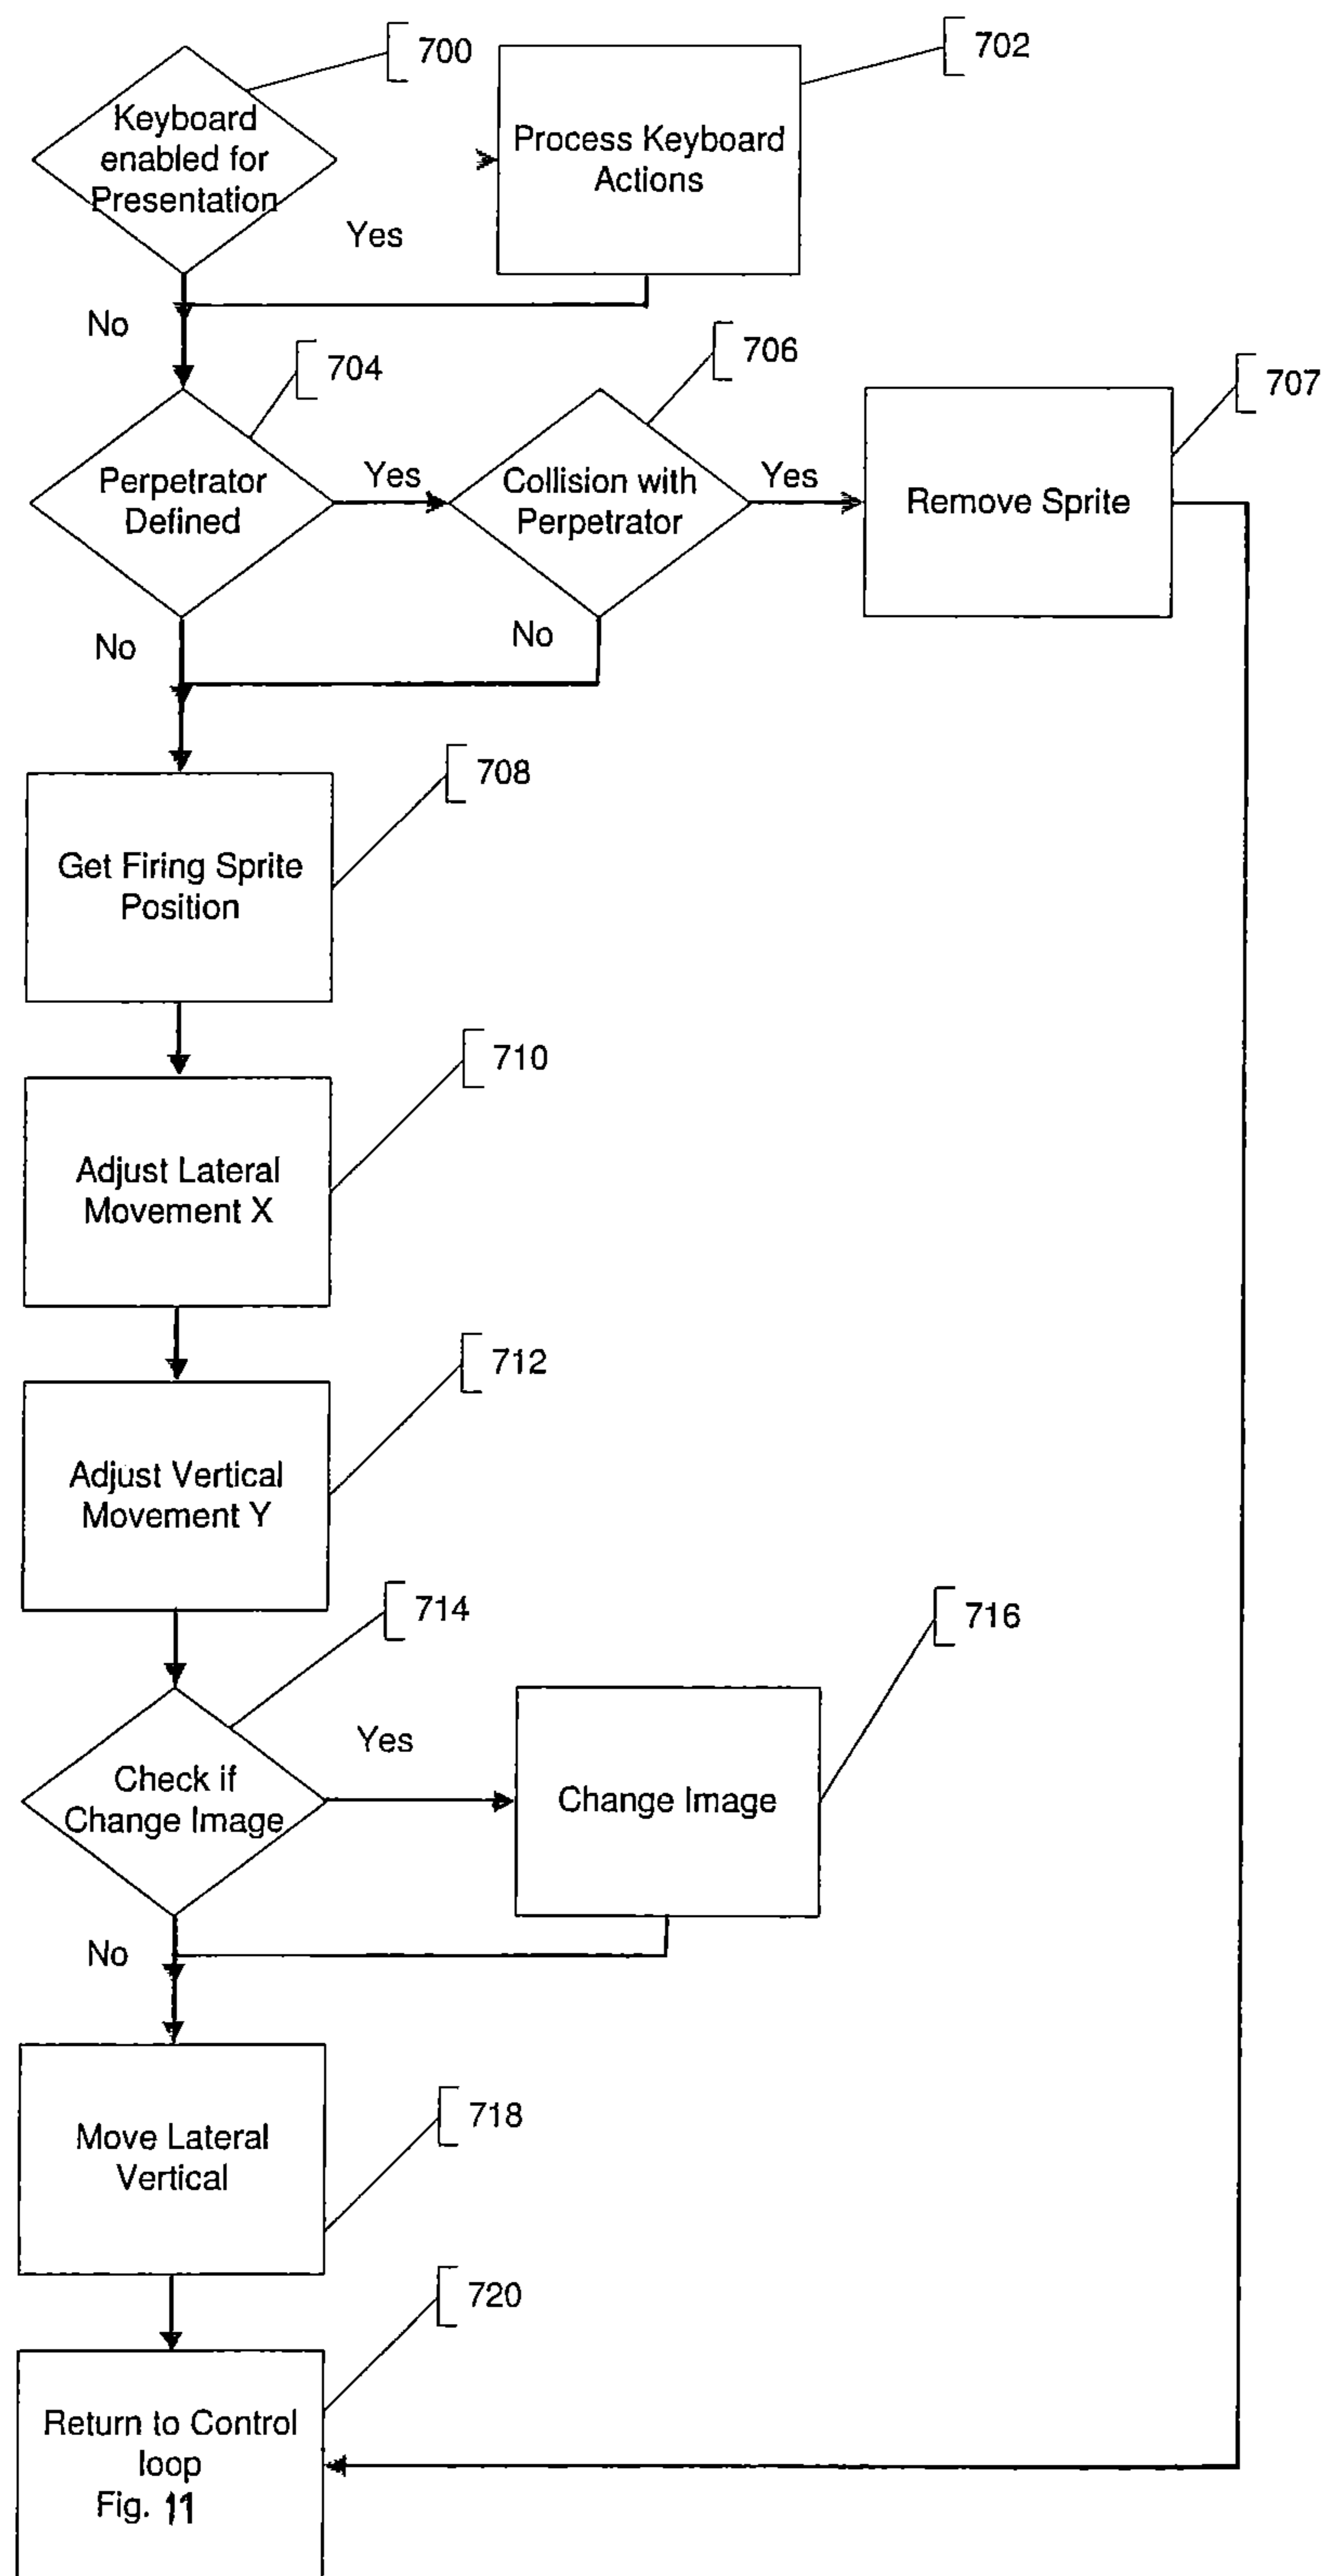 700
702
Keyboard
enabled for
Presentation
Process Keyboard
Actions
Yes
No
704
706
707
Perpetrator
Defined
Yes
Collision with
Perpetrator
Yes
Remove Sprite
No
No
708
Get Firing Sprite
Position
710
Adjust Lateral
Movement X
712
Adjust Vertical
Movement Y
714
716
Yes
Check if
Change Image
Change Image
No
718
Move Lateral
Vertical
720
Return to Control
loop
Fig. 11